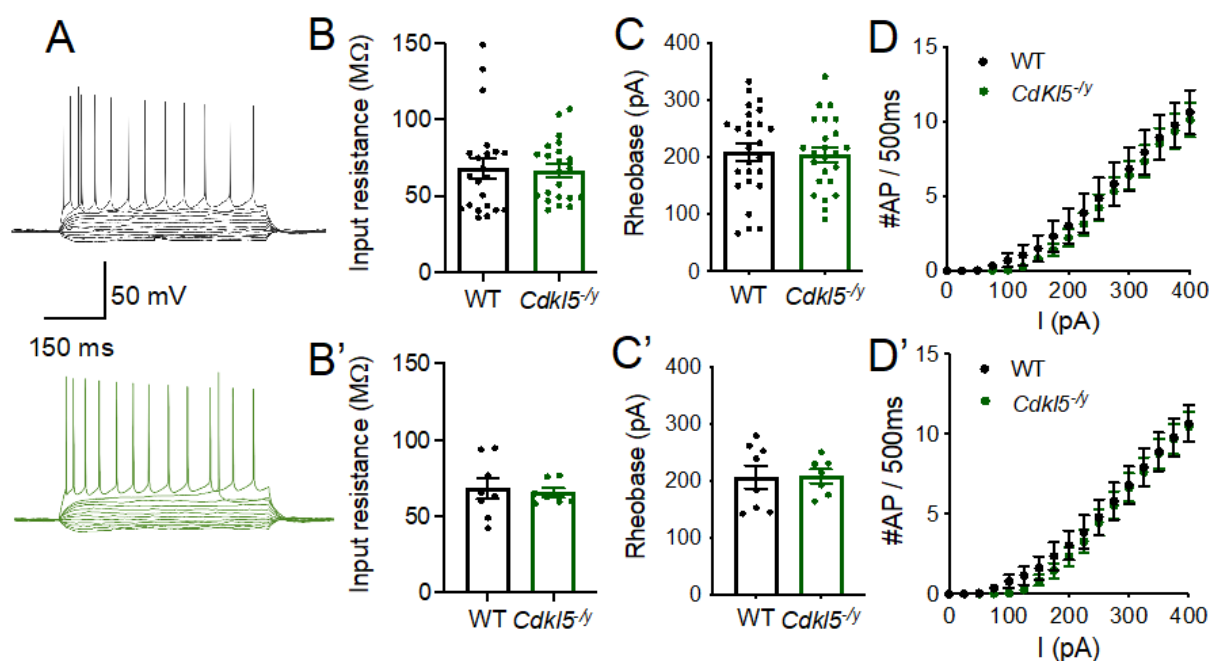 A
50 mV
150 ms
B
Input resistance (MΩ)
150
100
50
0
WT
Cdkl5-/y
C
Rheobase (pA)
400
300
200
100
0
WT
Cdkl5-/y
D
WT
CdKl5-/y
#AP / 500ms
15
10
5
0
0 100 200 300 400
I (pA)
B’
Input resistance (MΩ)
150
100
50
0
WT Cdkl5-/y
C’
Rheobase (pA)
400
300
200
100
0
WT Cdkl5-/y
D’
WT
Cdkl5-/y
#AP / 500ms
15
10
5
0
0 100 200 300 400
I (pA)